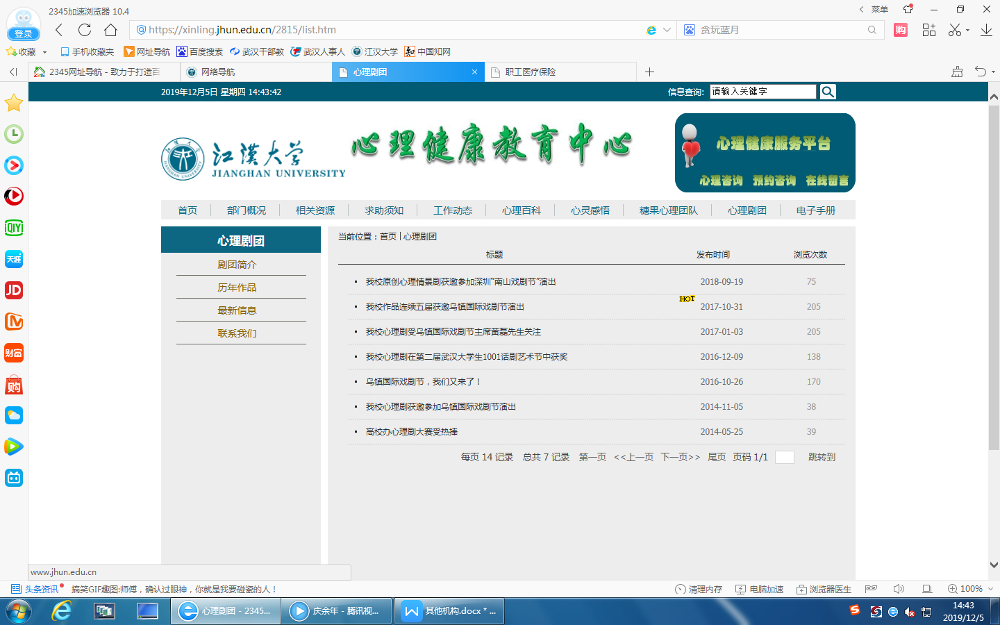 2345加速浏览器 10.4
菜单
登录
https://xinling.jhun.edu.cn/2815/list.htm
贪玩蓝月
购
收藏 手机收藏夹 网址导航 百度搜索 武汉干部教 武汉人事人 江汉大学 中国知网
2345网址导航 - 致力于打造百 网络导航 心理剧团 职工医疗保险
2019年12月5日 星期四 14:43:42
信息查询: 请输入关键字
江漢大学
JIANGHAN UNIVERSITY
心理健康教育中心
心理健康服务平台
心理咨询 预约咨询 在线留言
首页 部门概况 相关资源 求助须知 工作动态 心理百科 心灵感悟 糖果心理团队 心理剧团 电子手册
心理剧团
剧团简介
历年作品
最新信息
联系我们
当前位置：首页 | 心理剧团
标题 发布时间 浏览次数
我校原创心理情景剧获邀参加深圳“南山戏剧节”演出 2018-09-19 75
HOT
我校作品连续五届获邀乌镇国际戏剧节演出 2017-10-31 205
我校心理剧受乌镇国际戏剧节主席黄磊先生关注 2017-01-03 205
我校心理剧在第二届武汉大学生1001话剧艺术节中获奖 2016-12-09 138
乌镇国际戏剧节，我们又来了！ 2016-10-26 170
我校心理剧获邀参加乌镇国际戏剧节演出 2014-11-05 38
高校办心理剧大赛受热捧 2014-05-25 39
每页 14 记录 总共 7 记录 第一页 <<上一页 下一页>> 尾页 页码 1/1 跳转到
iQIYI
天涯
JD
财富
购
www.jhun.edu.cn
头条资讯 搞笑GIF趣图:师傅，确认过眼神，你就是我要碰瓷的人！
清理内存 电脑加速 浏览器医生 100%
心理剧团 - 2345... 庆余年 - 腾讯视... 其他机构.docx * ...
14:43
2019/12/5